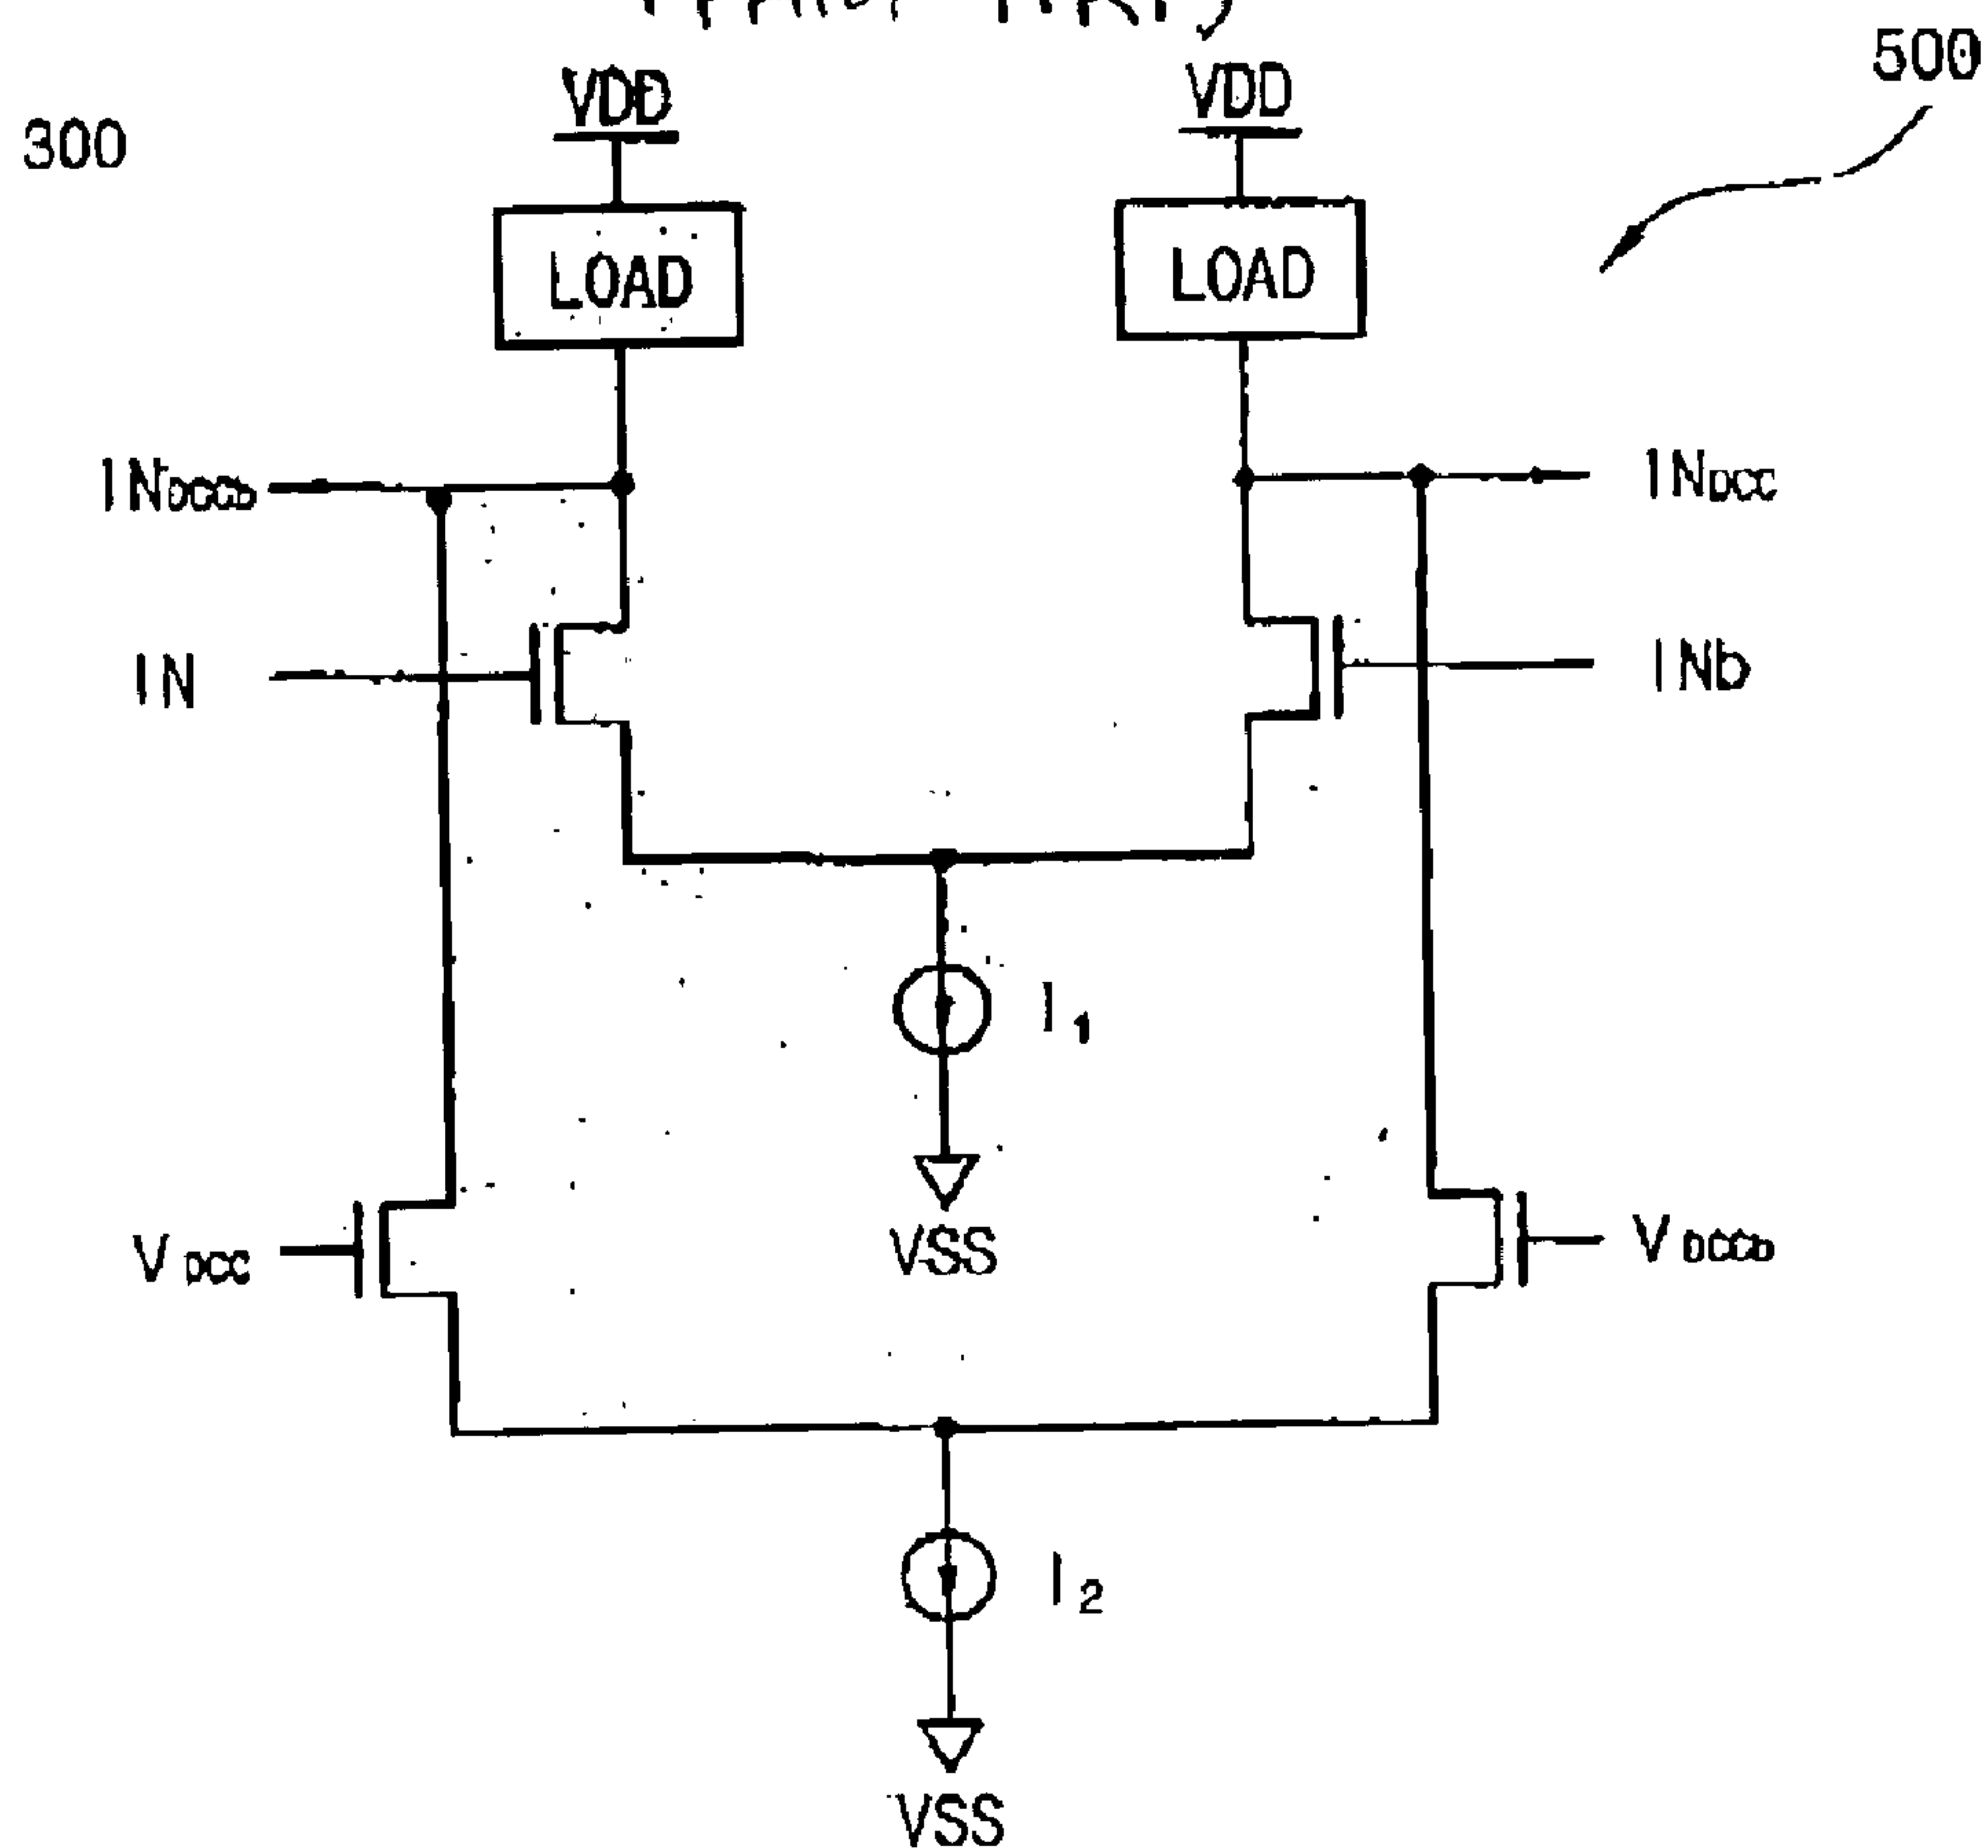 500
VDD VDD
300
LOAD LOAD
INDCCb INDCC
IN INb
I1
VSS
VDCC VDCCb
I2
VSS